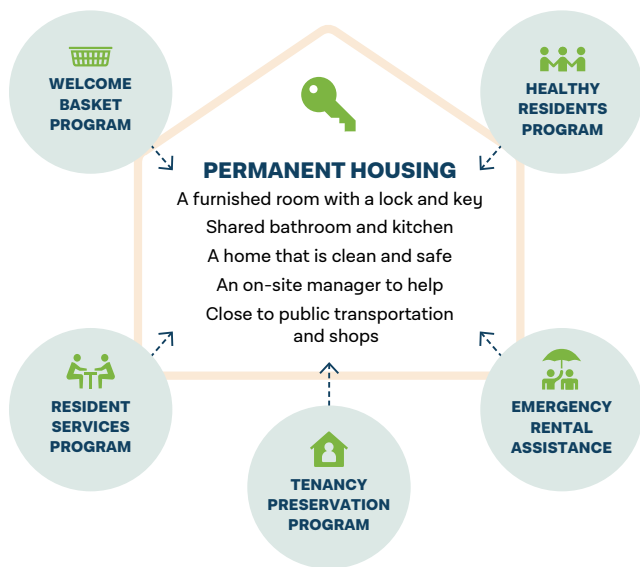 WELCOME
BASKET
PROGRAM
HEALTHY
RESIDENTS
PROGRAM
PERMANENT HOUSING
A furnished room with a lock and key
Shared bathroom and kitchen
A home that is clean and safe
An on-site manager to help
Close to public transportation
and shops
RESIDENT
SERVICES
PROGRAM
TENANCY
PRESERVATION
PROGRAM
EMERGENCY
RENTAL
ASSISTANCE